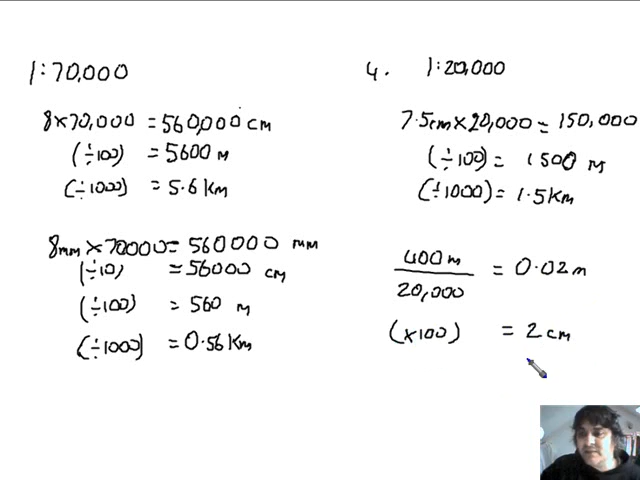 1:70,000
8×70,000 = 560,000 cm
(÷100) = 5600 m
(÷1000) = 5.6 km
8mm × 70000 = 560000 mm
(÷10) = 56000 cm
(÷100) = 560 m
(÷1000) = 0.56 km
4. 1:20,000
7.5cm × 20,000 = 150,000
(÷100) = 1500 m
(÷1000) = 1.5 km
400m
20,000
= 0.02m
(×100) = 2 cm